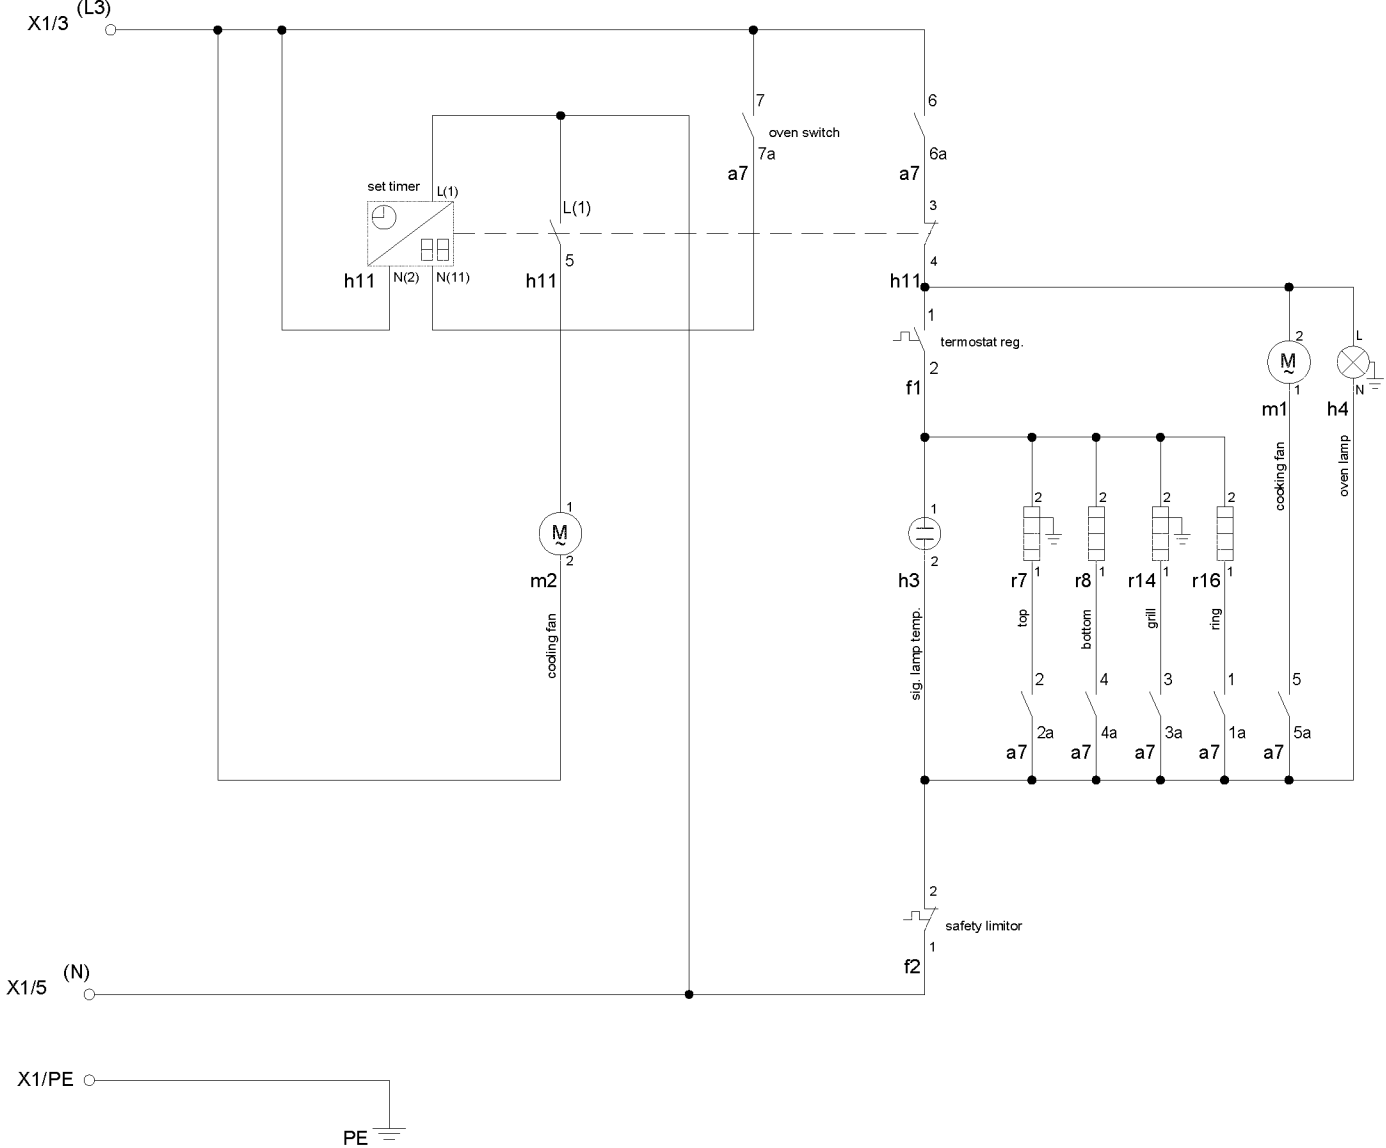 (L3)
X1/3
7
6
oven switch
7a
6a
a7
a7
set timer
L(1)
L(1)
3
5
4
h11
N(2)
N(11)
h11
h11
1
termostat reg.
2
f1
2
M
~
1
m1
cooking fan
L
N
h4
oven lamp
1
M
~
2
m2
cooling fan
1
2
h3
sig. lamp temp.
2
2
2
2
1
1
1
1
r7
r8
r14
r16
top
bottom
grill
ring
2
4
3
1
5
2a
4a
3a
1a
5a
a7
a7
a7
a7
a7
2
safety limitor
1
f2
(N)
X1/5
X1/PE
PE